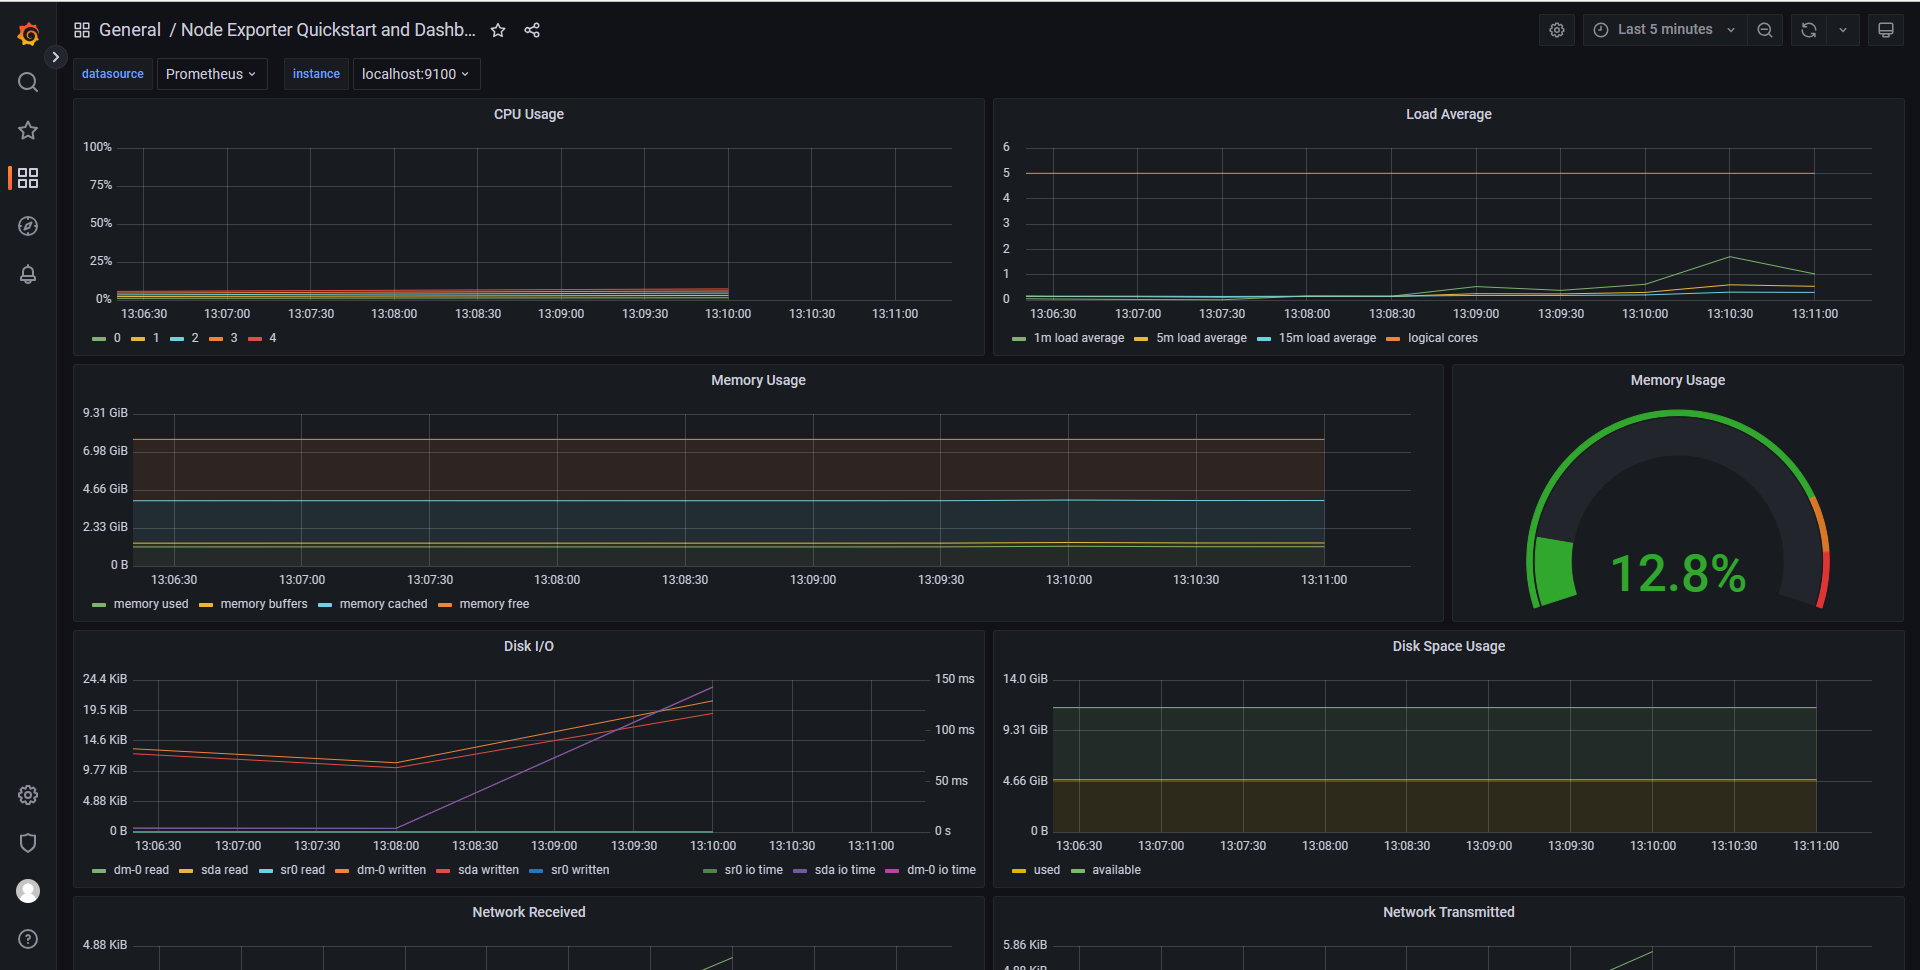 General / Node Exporter Quickstart and Dashb...
Last 5 minutes
datasource Prometheus instance localhost:9100
CPU Usage
100%
75%
50%
25%
0%
13:06:30 13:07:00 13:07:30 13:08:00 13:08:30 13:09:00 13:09:30 13:10:00 13:10:30 13:11:00
0 1 2 3 4
Load Average
6
5
4
3
2
1
0
13:06:30 13:07:00 13:07:30 13:08:00 13:08:30 13:09:00 13:09:30 13:10:00 13:10:30 13:11:00
1m load average 5m load average 15m load average logical cores
Memory Usage
9.31 GiB
6.98 GiB
4.66 GiB
2.33 GiB
0 B
13:06:30 13:07:00 13:07:30 13:08:00 13:08:30 13:09:00 13:09:30 13:10:00 13:10:30 13:11:00
memory used memory buffers memory cached memory free
Memory Usage
12.8%
Disk I/O
24.4 KiB
19.5 KiB
14.6 KiB
9.77 KiB
4.88 KiB
0 B
150 ms
100 ms
50 ms
0 s
13:06:30 13:07:00 13:07:30 13:08:00 13:08:30 13:09:00 13:09:30 13:10:00 13:10:30 13:11:00
dm-0 read sda read sr0 read dm-0 written sda written sr0 written sr0 io time sda io time dm-0 io time
Disk Space Usage
14.0 GiB
9.31 GiB
4.66 GiB
0 B
13:06:30 13:07:00 13:07:30 13:08:00 13:08:30 13:09:00 13:09:30 13:10:00 13:10:30 13:11:00
used available
Network Received
4.88 KiB
Network Transmitted
5.86 KiB
4.88 KiB